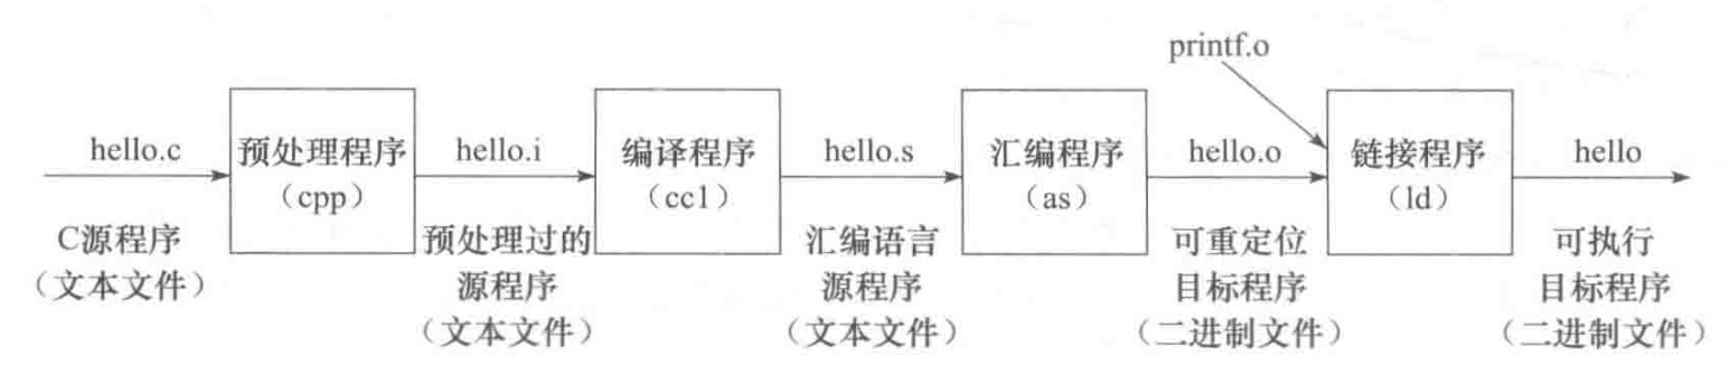 printf.o
hello.c
预处理程序
（cpp）
hello.i
编译程序
（cc1）
hello.s
汇编程序
（as）
hello.o
链接程序
（ld）
hello
C源程序
（文本文件）
预处理过的
源程序
（文本文件）
汇编语言
源程序
（文本文件）
可重定位
目标程序
（二进制文件）
可执行
目标程序
（二进制文件）